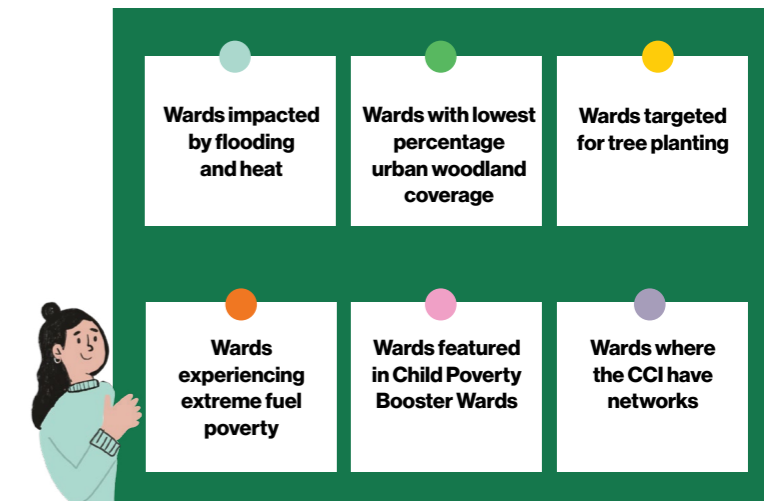 Wards impacted
by flooding
and heat
Wards with lowest
percentage
urban woodland
coverage
Wards targeted
for tree planting
Wards
experiencing
extreme fuel
poverty
Wards featured
in Child Poverty
Booster Wards
Wards where
the CCI have
networks